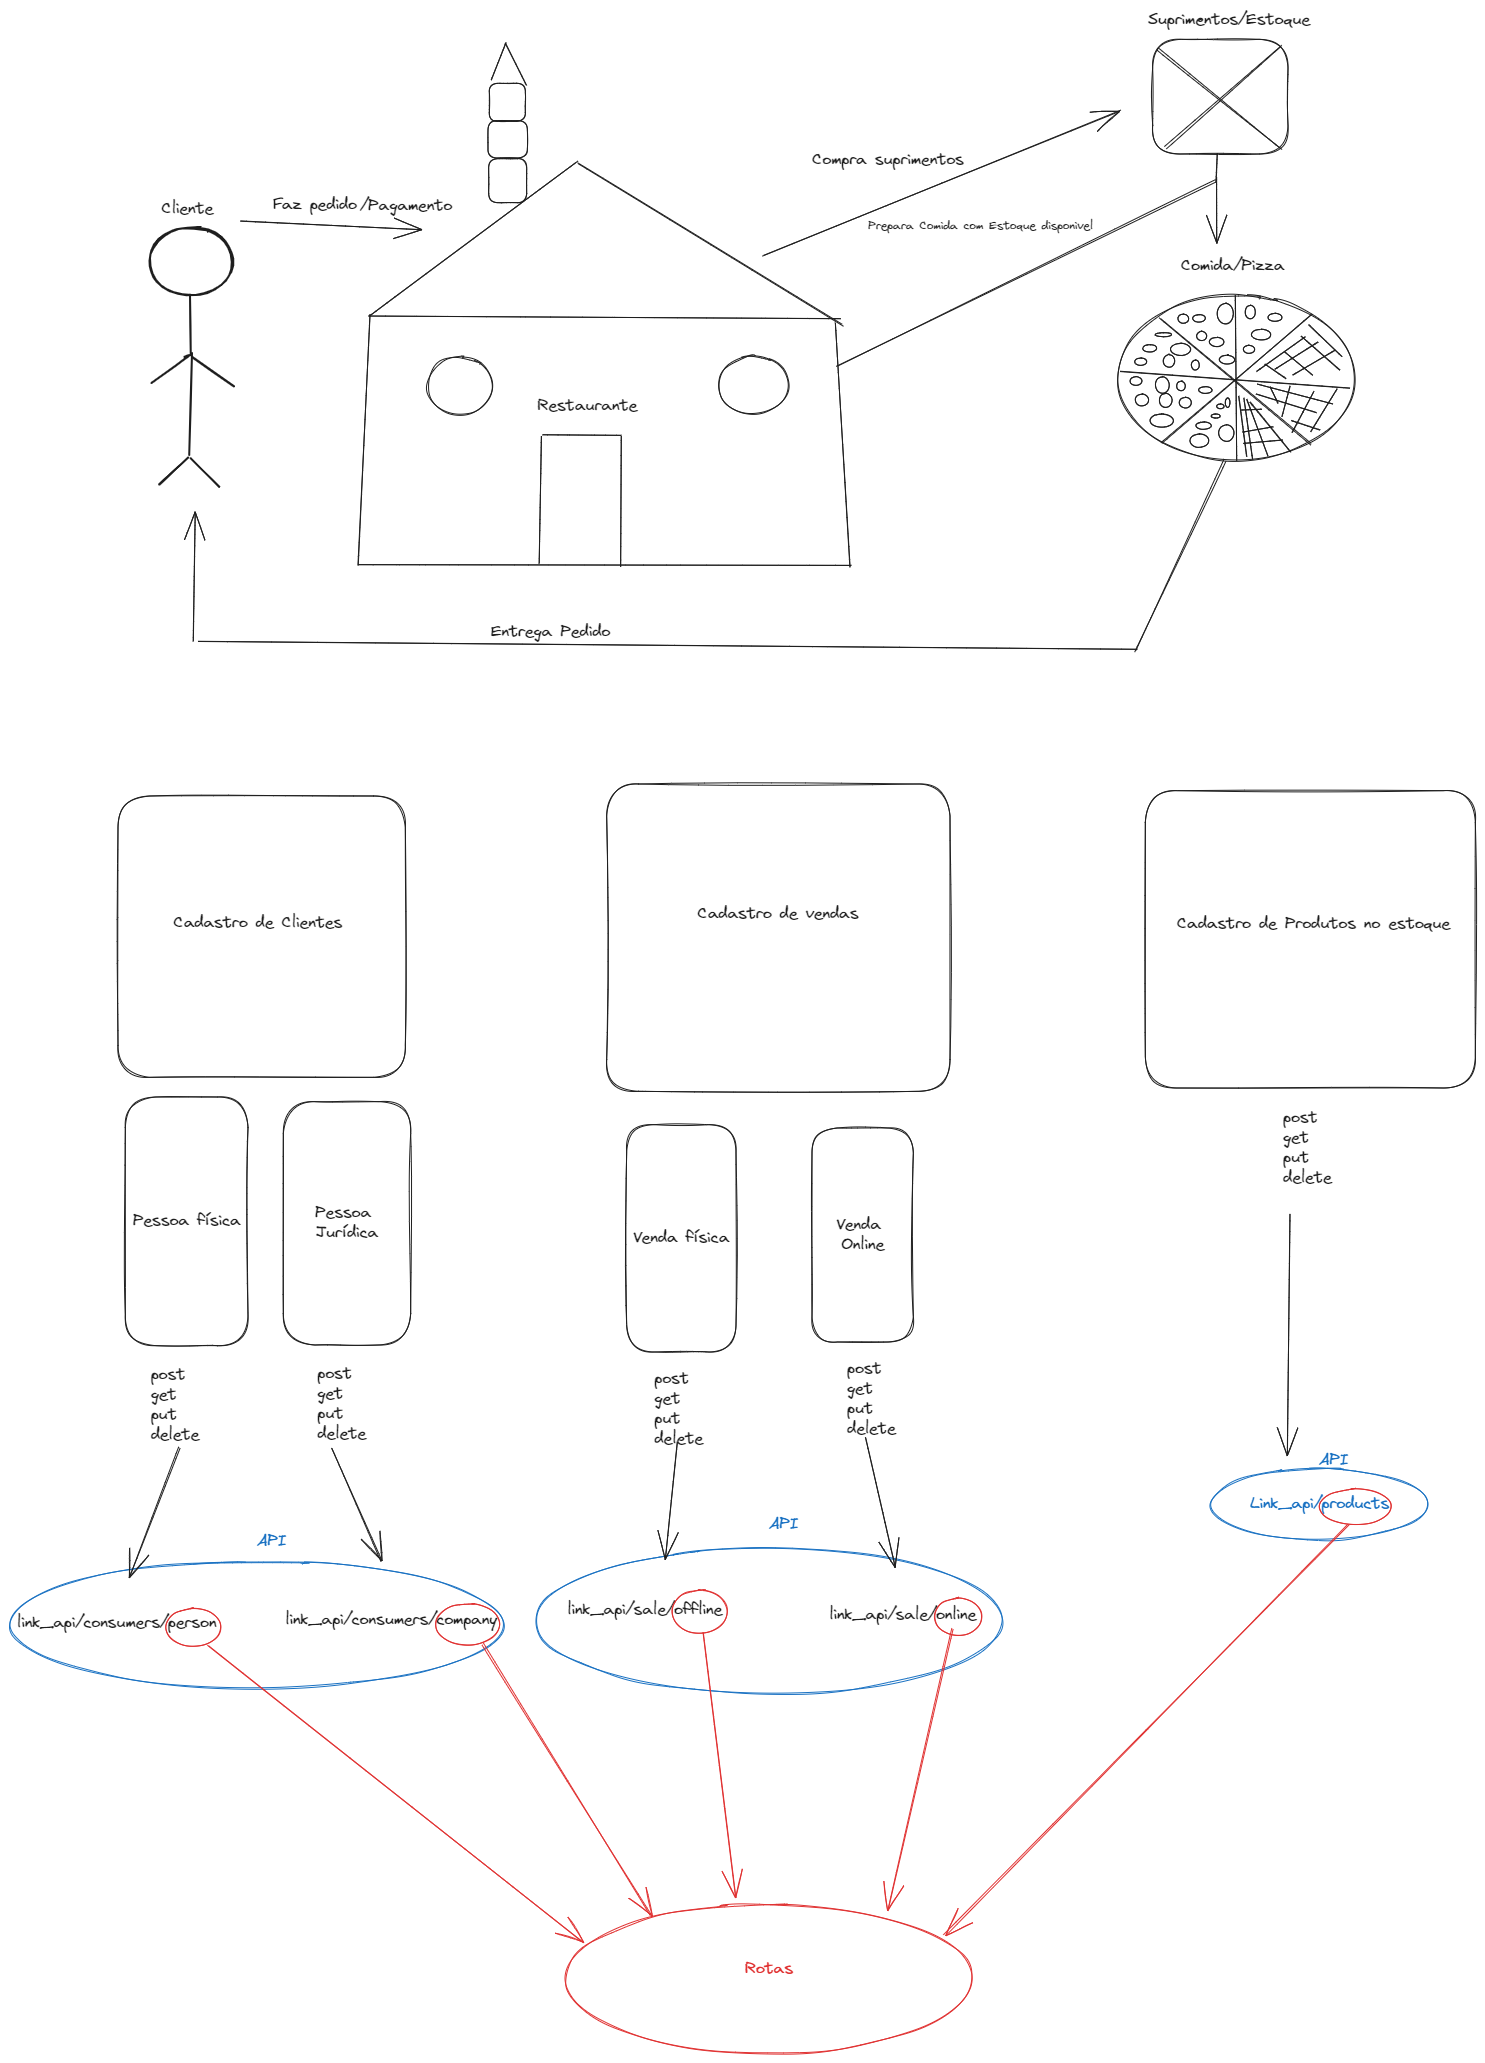 Suprimentos/Estoque
Compra suprimentos
Cliente
Faz pedido/Pagamento
Prepara Comida com Estoque disponivel
Comida/Pizza
Restaurante
Entrega Pedido
Cadastro de Clientes
Cadastro de vendas
Cadastro de Produtos no estoque
post
get
put
delete
Pessoa física
Pessoa
Jurídica
Venda física
Venda
Online
post
get
put
delete
post
get
put
delete
post
get
put
delete
post
get
put
delete
API
Link_api/products
API
API
link_api/consumers/person
link_api/consumers/company
link_api/sale/offline
link_api/sale/online
Rotas